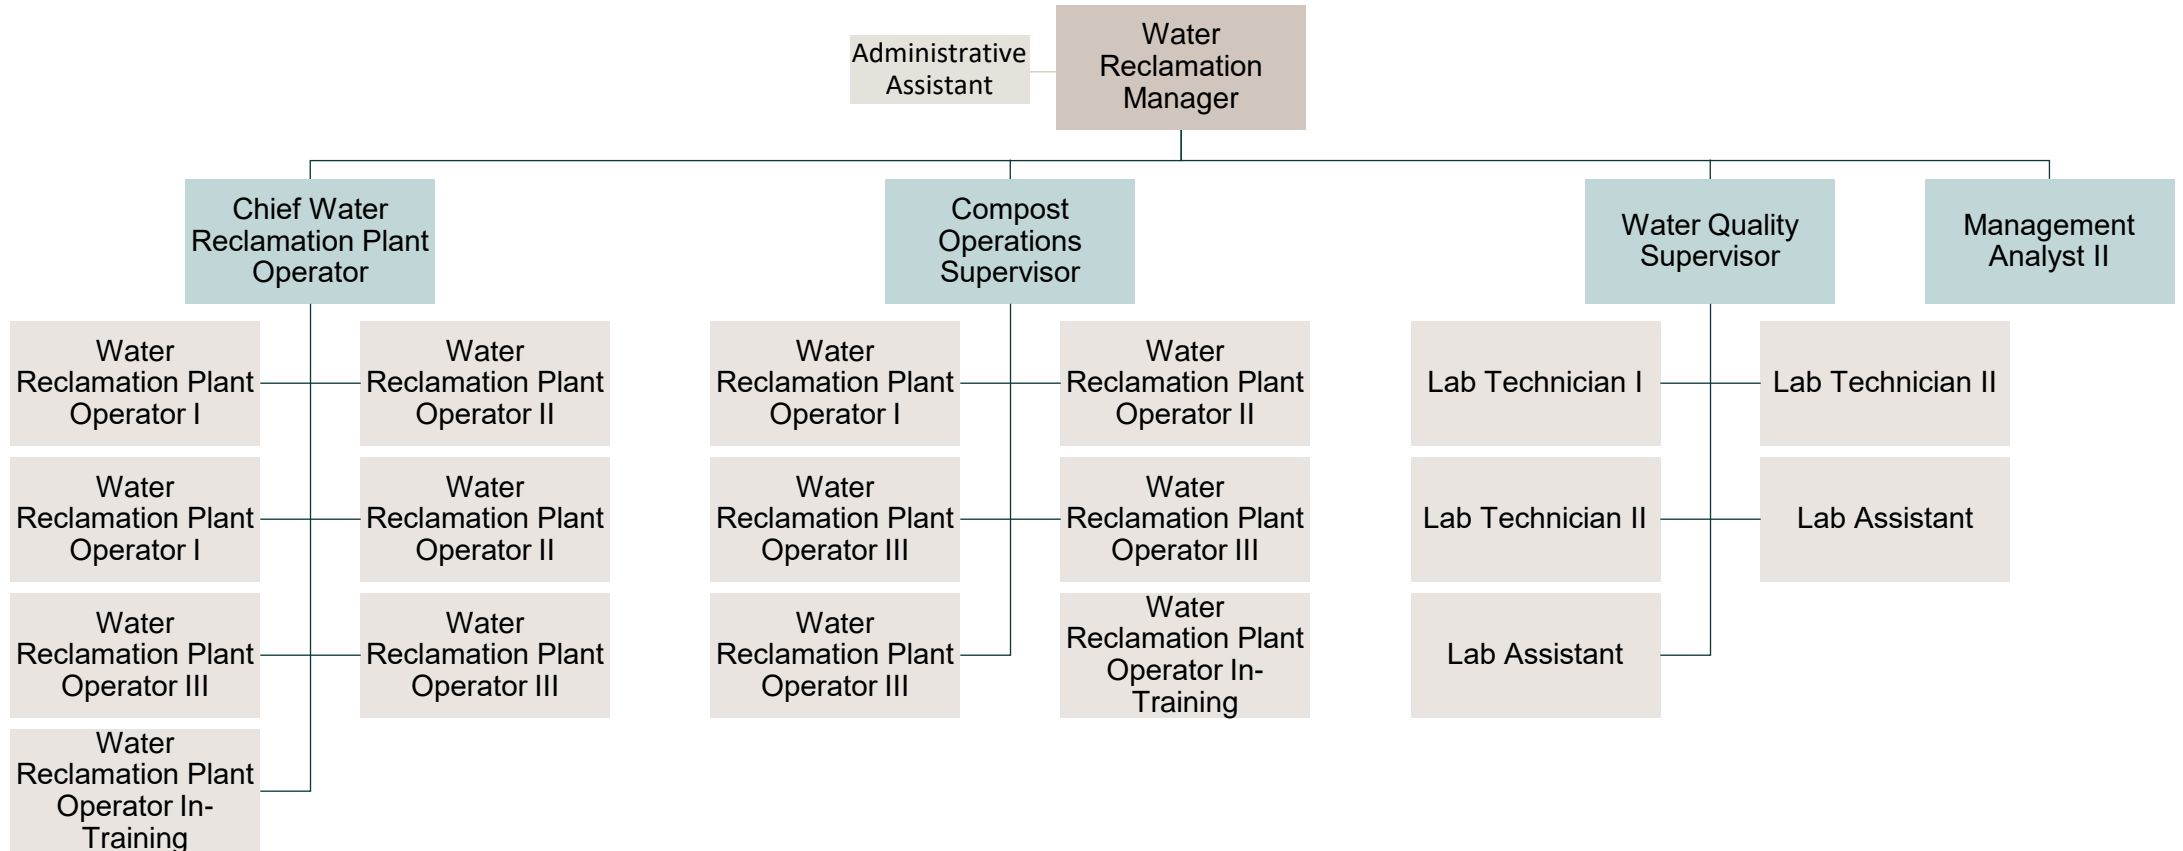 Water
Reclamation
Manager
Administrative
Assistant
Chief Water
Reclamation Plant
Operator
Compost
Operations
Supervisor
Water Quality
Supervisor
Management
Analyst II
Water
Reclamation Plant
Operator I
Water
Reclamation Plant
Operator II
Water
Reclamation Plant
Operator I
Water
Reclamation Plant
Operator II
Water
Reclamation Plant
Operator III
Water
Reclamation Plant
Operator III
Water
Reclamation Plant
Operator In-
Training
Water
Reclamation Plant
Operator I
Water
Reclamation Plant
Operator II
Water
Reclamation Plant
Operator III
Water
Reclamation Plant
Operator III
Water
Reclamation Plant
Operator III
Water
Reclamation Plant
Operator In-
Training
Lab Technician I
Lab Technician II
Lab Technician II
Lab Assistant
Lab Assistant